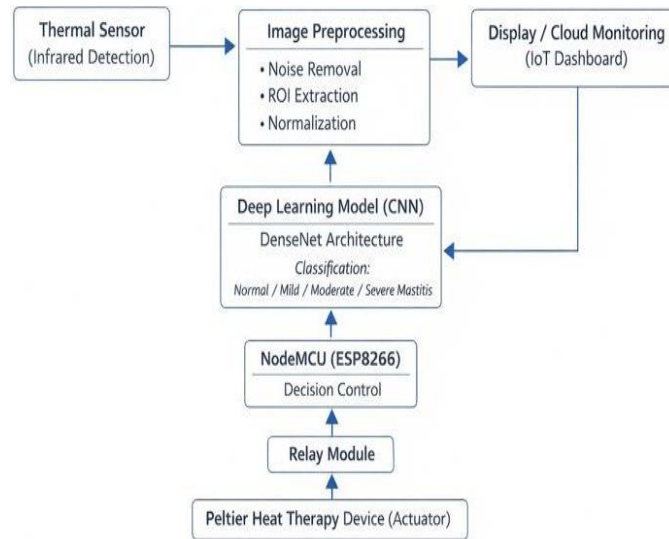 Thermal Sensor
(Infrared Detection)
Image Preprocessing
• Noise Removal
• ROI Extraction
• Normalization
Display / Cloud Monitoring
(IoT Dashboard)
Deep Learning Model (CNN)
DenseNet Architecture
Classification:
Normal / Mild / Moderate / Severe Mastitis
NodeMCU (ESP8266)
Decision Control
Relay Module
Peltier Heat Therapy Device (Actuator)